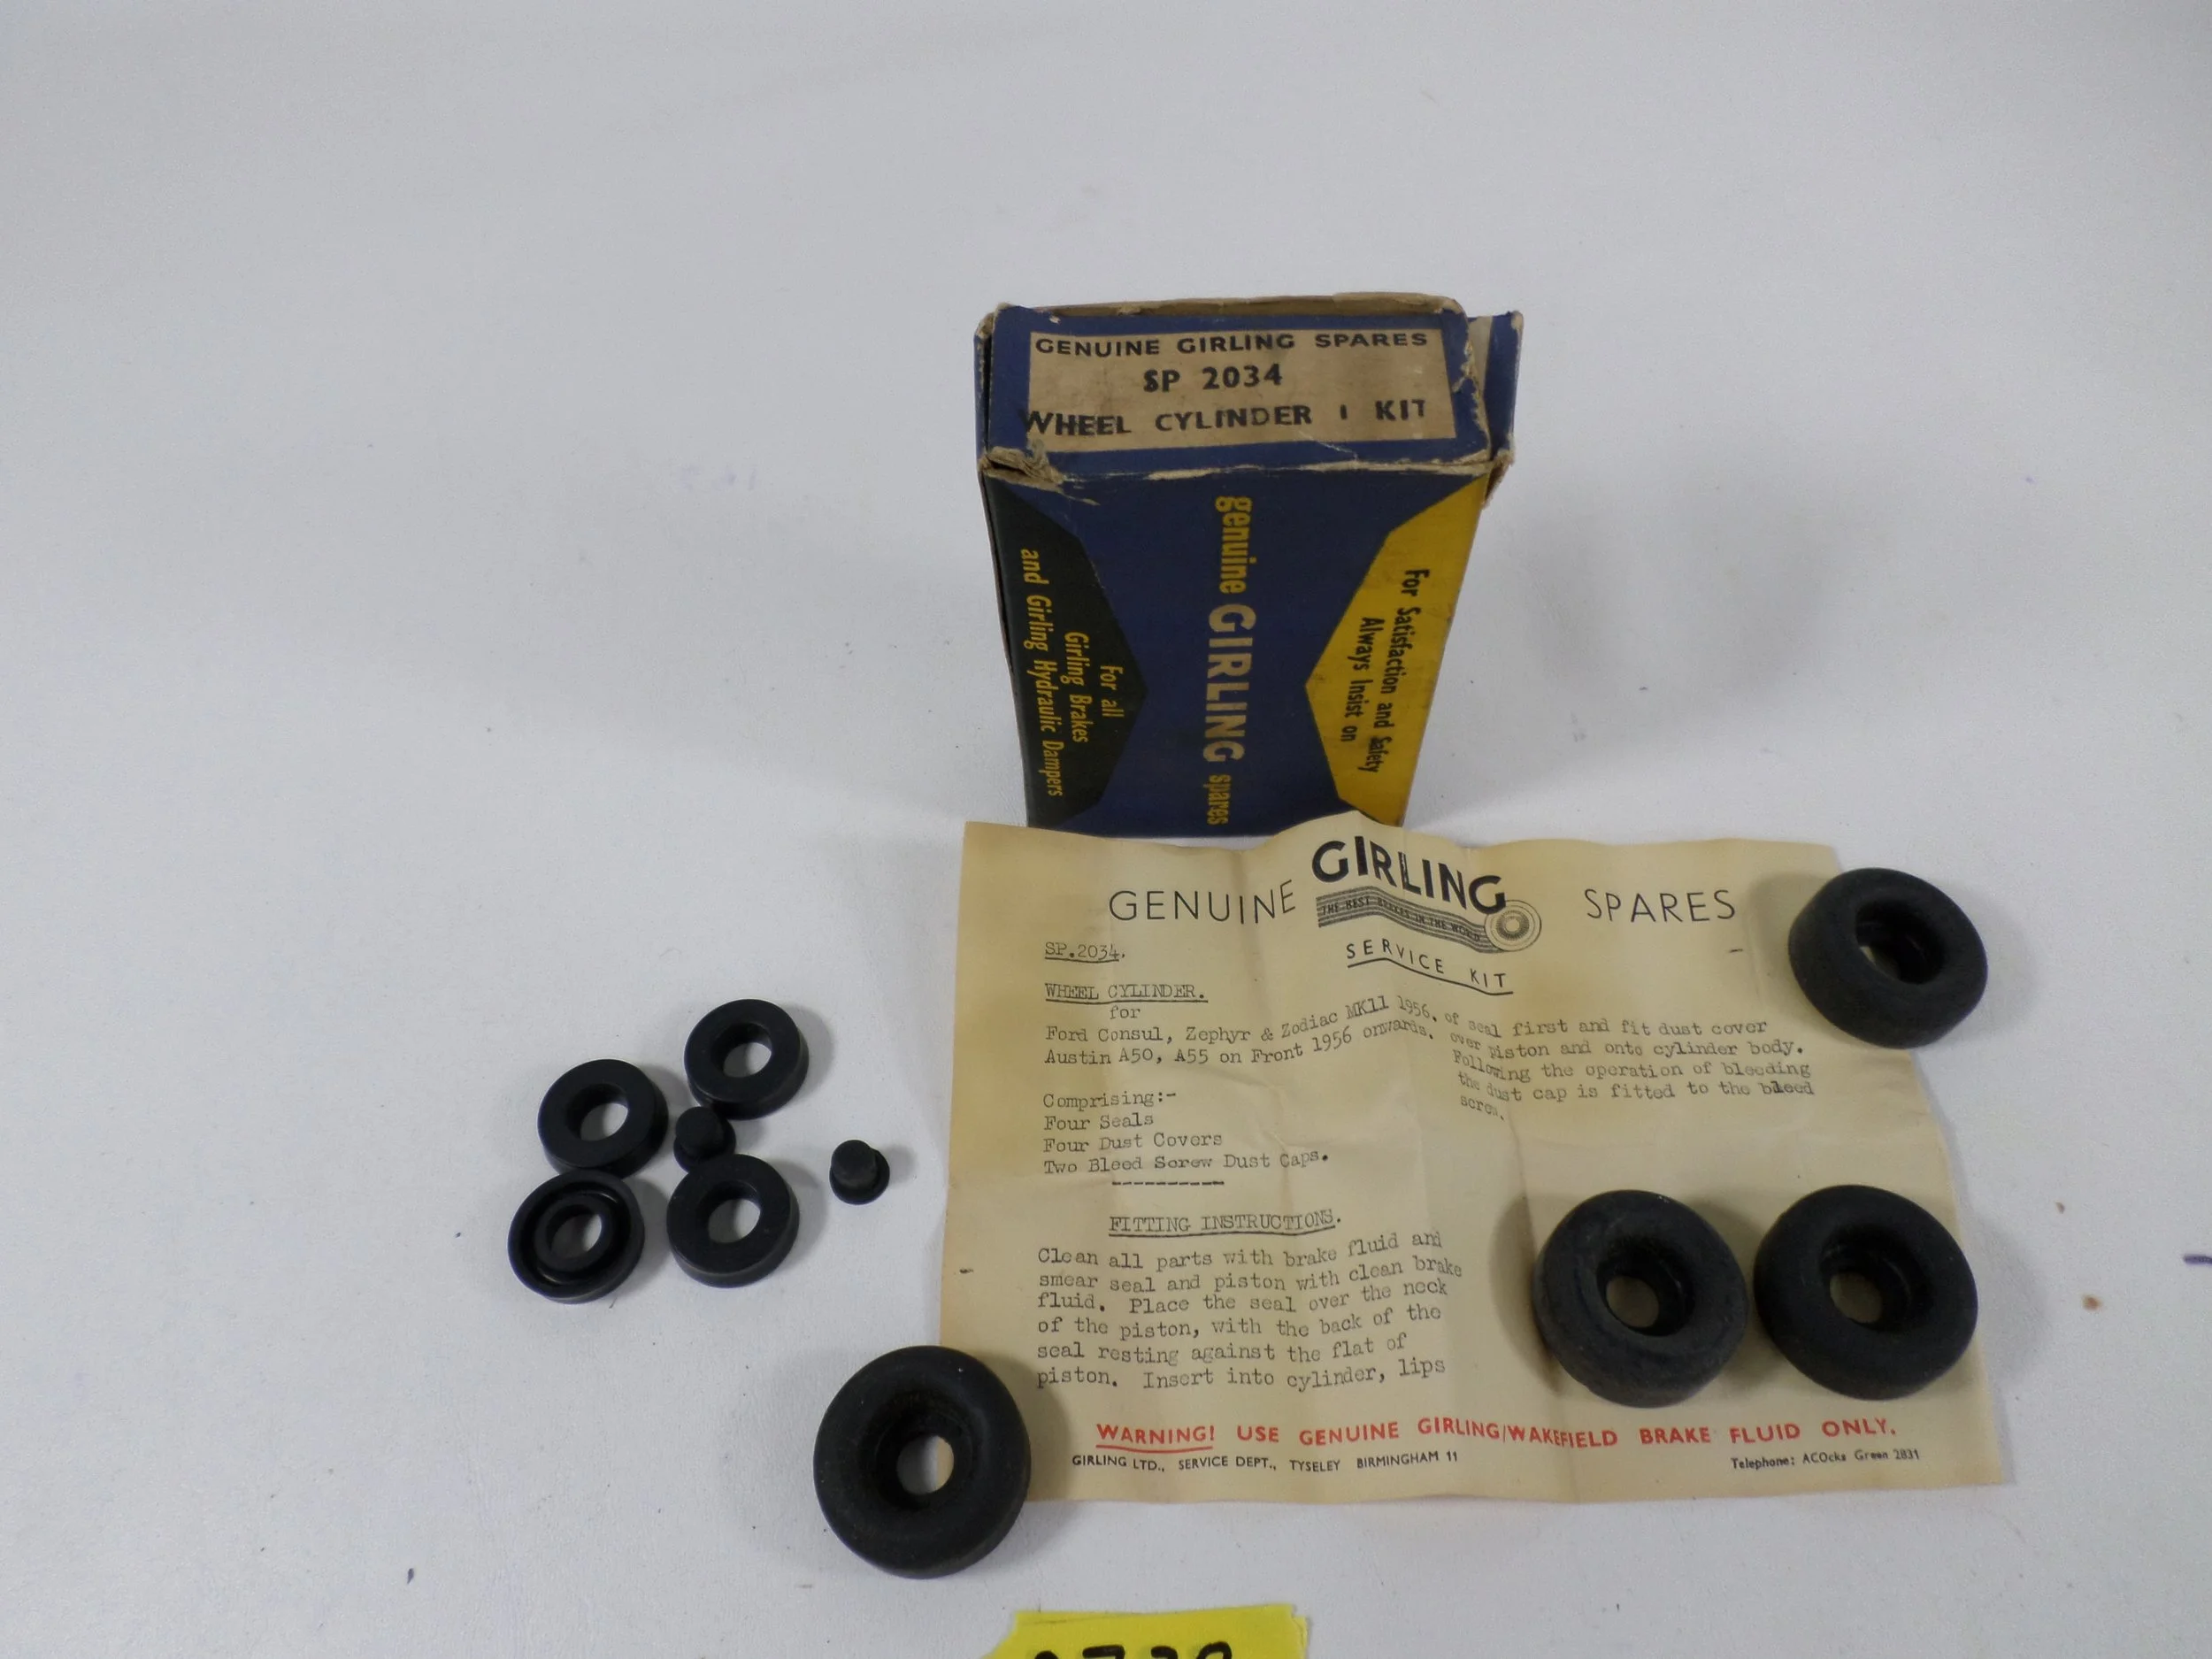 GENUINE GIRLING SPARES
SP 2034
WHEEL CYLINDER 1 KIT
For Satisfaction and Safety
Always Insist on
genuine GIRLING spares
For all
Girling Brakes
and Girling Hydraulic Dampers
GENUINE GIRLING SPARES
THE BEST BRAKES IN THE WORLD
SERVICE KIT
SP.2034.
WHEEL CYLINDER.
for
Ford Consul, Zephyr & Zodiac MK11 1956.
Austin A50, A55 on Front 1956 onwards.
Comprising:-
Four Seals
Four Dust Covers
Two Bleed Screw Dust Caps.
----------
FITTING INSTRUCTIONS.
Clean all parts with brake fluid and
smear seal and piston with clean brake
fluid. Place the seal over the neck
of the piston, with the back of the
seal resting against the flat of
piston. Insert into cylinder, lips
of seal first and fit dust cover
over piston and onto cylinder body.
Following the operation of bleeding
the dust cap is fitted to the bleed
screw.
WARNING! USE GENUINE GIRLING/WAKEFIELD BRAKE FLUID ONLY.
GIRLING LTD., SERVICE DEPT., TYSELEY BIRMINGHAM 11
Telephone: ACOcks Green 2831